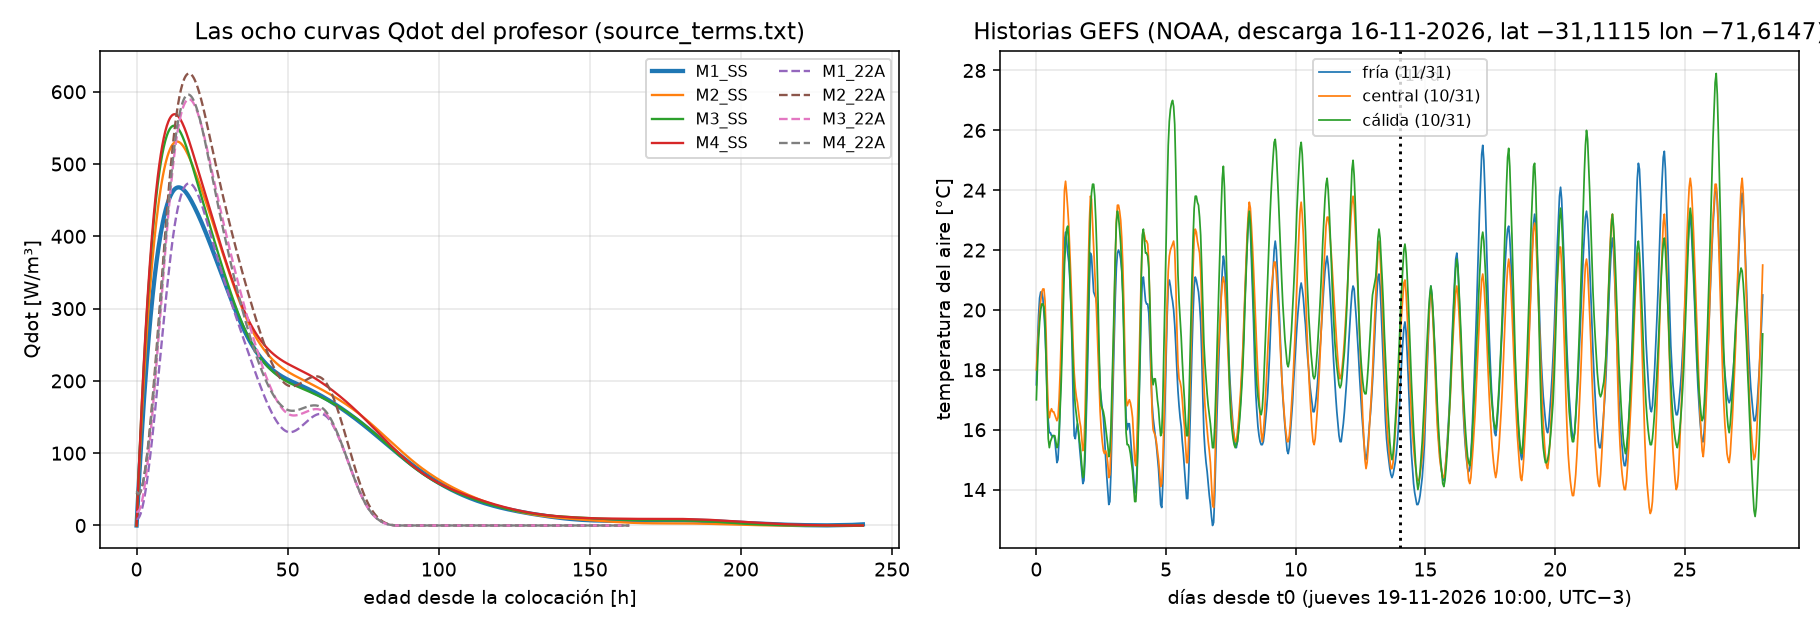 Las ocho curvas Qdot del profesor (source_terms.txt)
Qdot [W/m³]
600
500
400
300
200
100
0
M1_SS
M2_SS
M3_SS
M4_SS
M1_22A
M2_22A
M3_22A
M4_22A
0 50 100 150 200 250
edad desde la colocación [h]
Historias GEFS (NOAA, descarga 16-11-2026, lat −31,1115 lon −71,6147)
temperatura del aire [°C]
28
26
24
22
20
18
16
14
fría (11/31)
central (10/31)
cálida (10/31)
0 5 10 15 20 25
días desde t0 (jueves 19-11-2026 10:00, UTC−3)